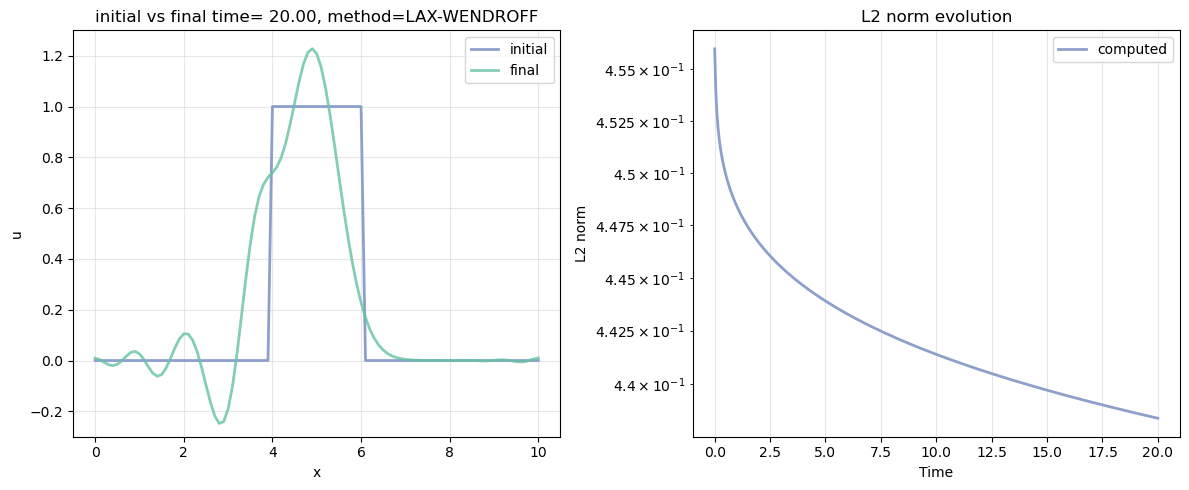 initial vs final time= 20.00, method=LAX-WENDROFF
initial
final
1.2
1.0
0.8
0.6
0.4
0.2
0.0
−0.2
u
0
2
4
6
8
10
x
L2 norm evolution
computed
4.55 × 10⁻¹
4.525 × 10⁻¹
4.5 × 10⁻¹
4.475 × 10⁻¹
4.45 × 10⁻¹
4.425 × 10⁻¹
4.4 × 10⁻¹
L2 norm
0.0
2.5
5.0
7.5
10.0
12.5
15.0
17.5
20.0
Time